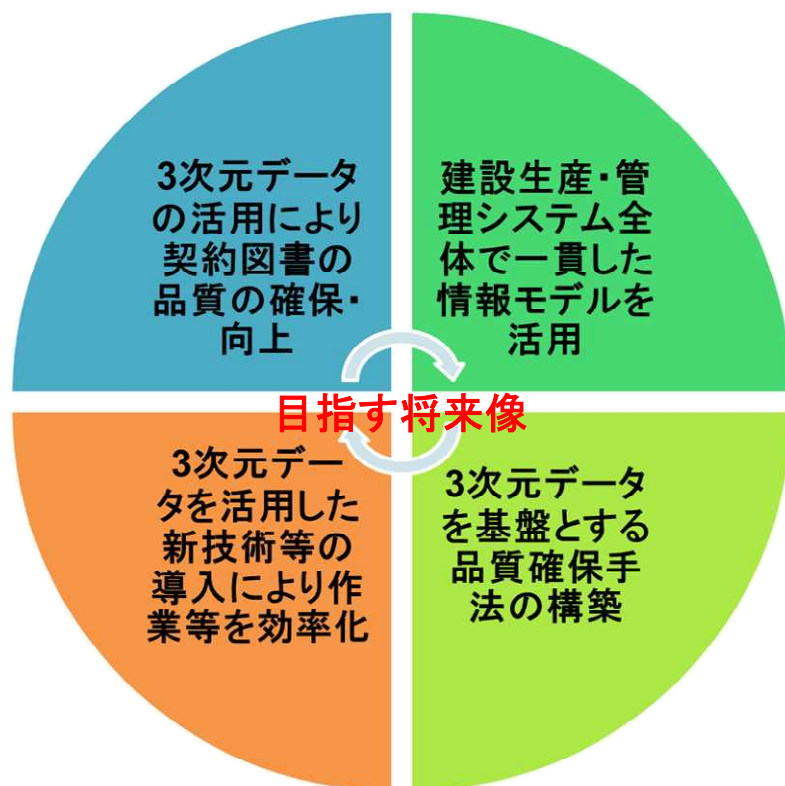 3次元データ
の活用により
契約図書の
品質の確保・
向上
建設生産・管
理システム全
体で一貫した
情報モデルを
活用
目指す将来像
3次元デー
タを活用した
新技術等の
導入により作
業等を効率化
3次元データ
を基盤とする
品質確保手
法の構築